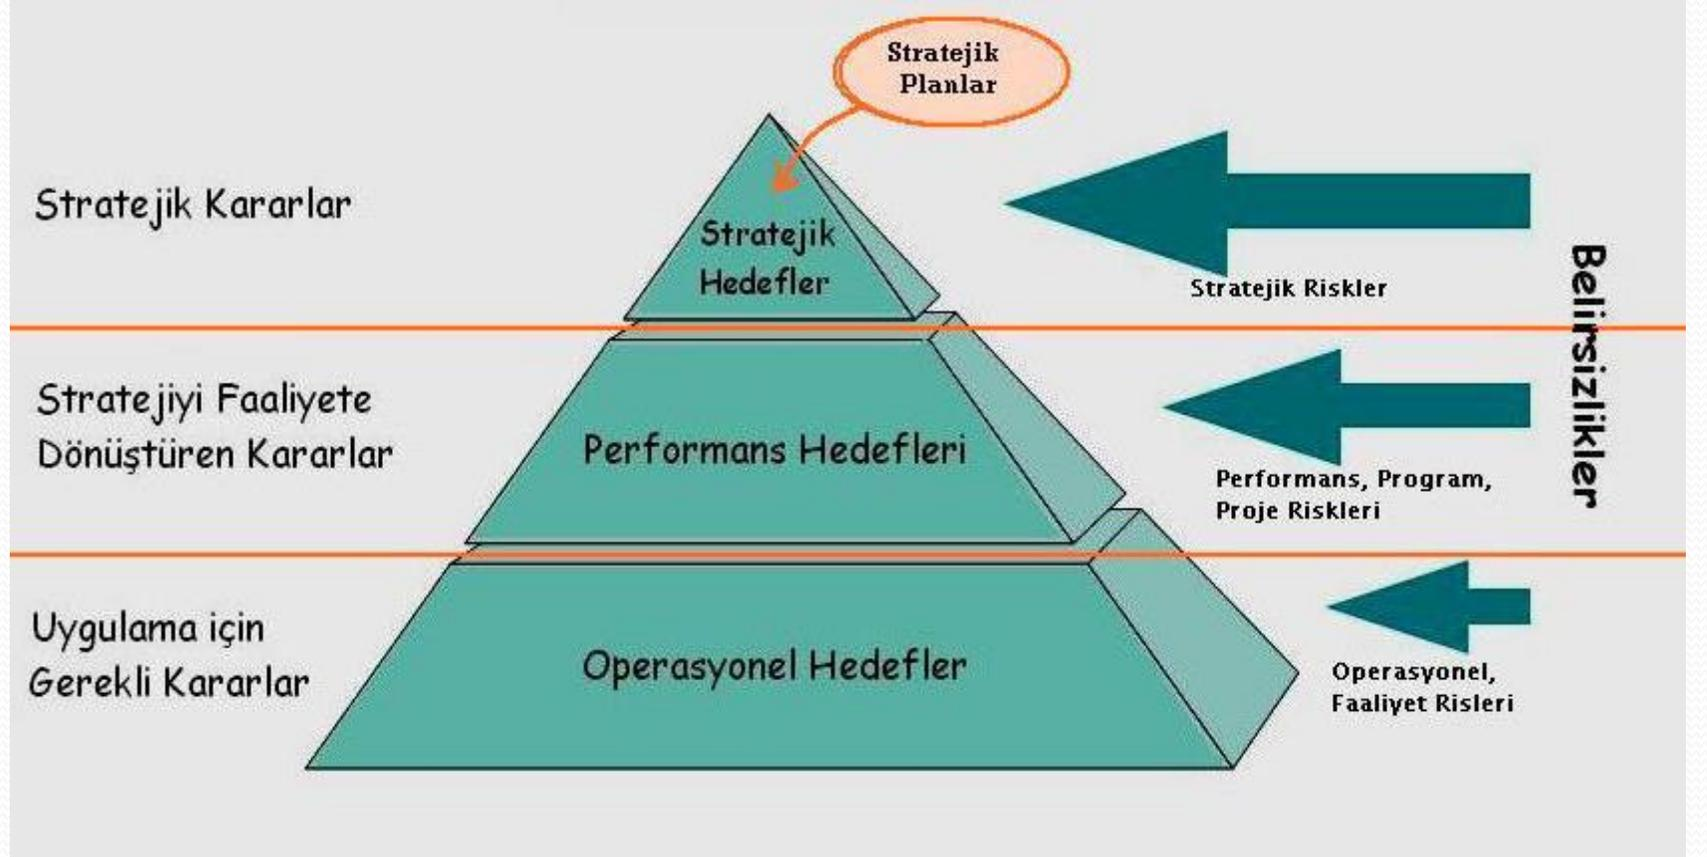 Stratejik
Planlar
Stratejik Kararlar
Stratejik
Hedefler
Stratejik Riskler
Belirsizlikler
Stratejiyi Faaliyete
Dönüştüren Kararlar
Performans Hedefleri
Performans, Program,
Proje Riskleri
Uygulama için
Gerekli Kararlar
Operasyonel Hedefler
Operasyonel,
Faaliyet Risleri